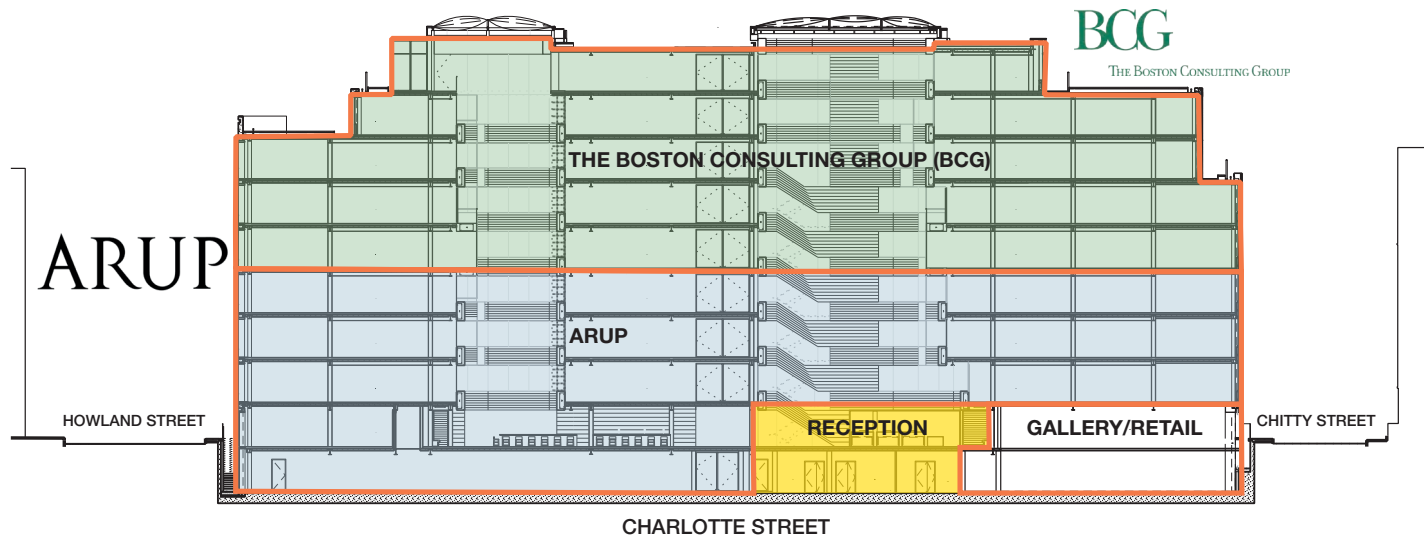 BCG
THE BOSTON CONSULTING GROUP
THE BOSTON CONSULTING GROUP (BCG)
ARUP
ARUP
HOWLAND STREET
RECEPTION
GALLERY/RETAIL
CHITTY STREET
CHARLOTTE STREET